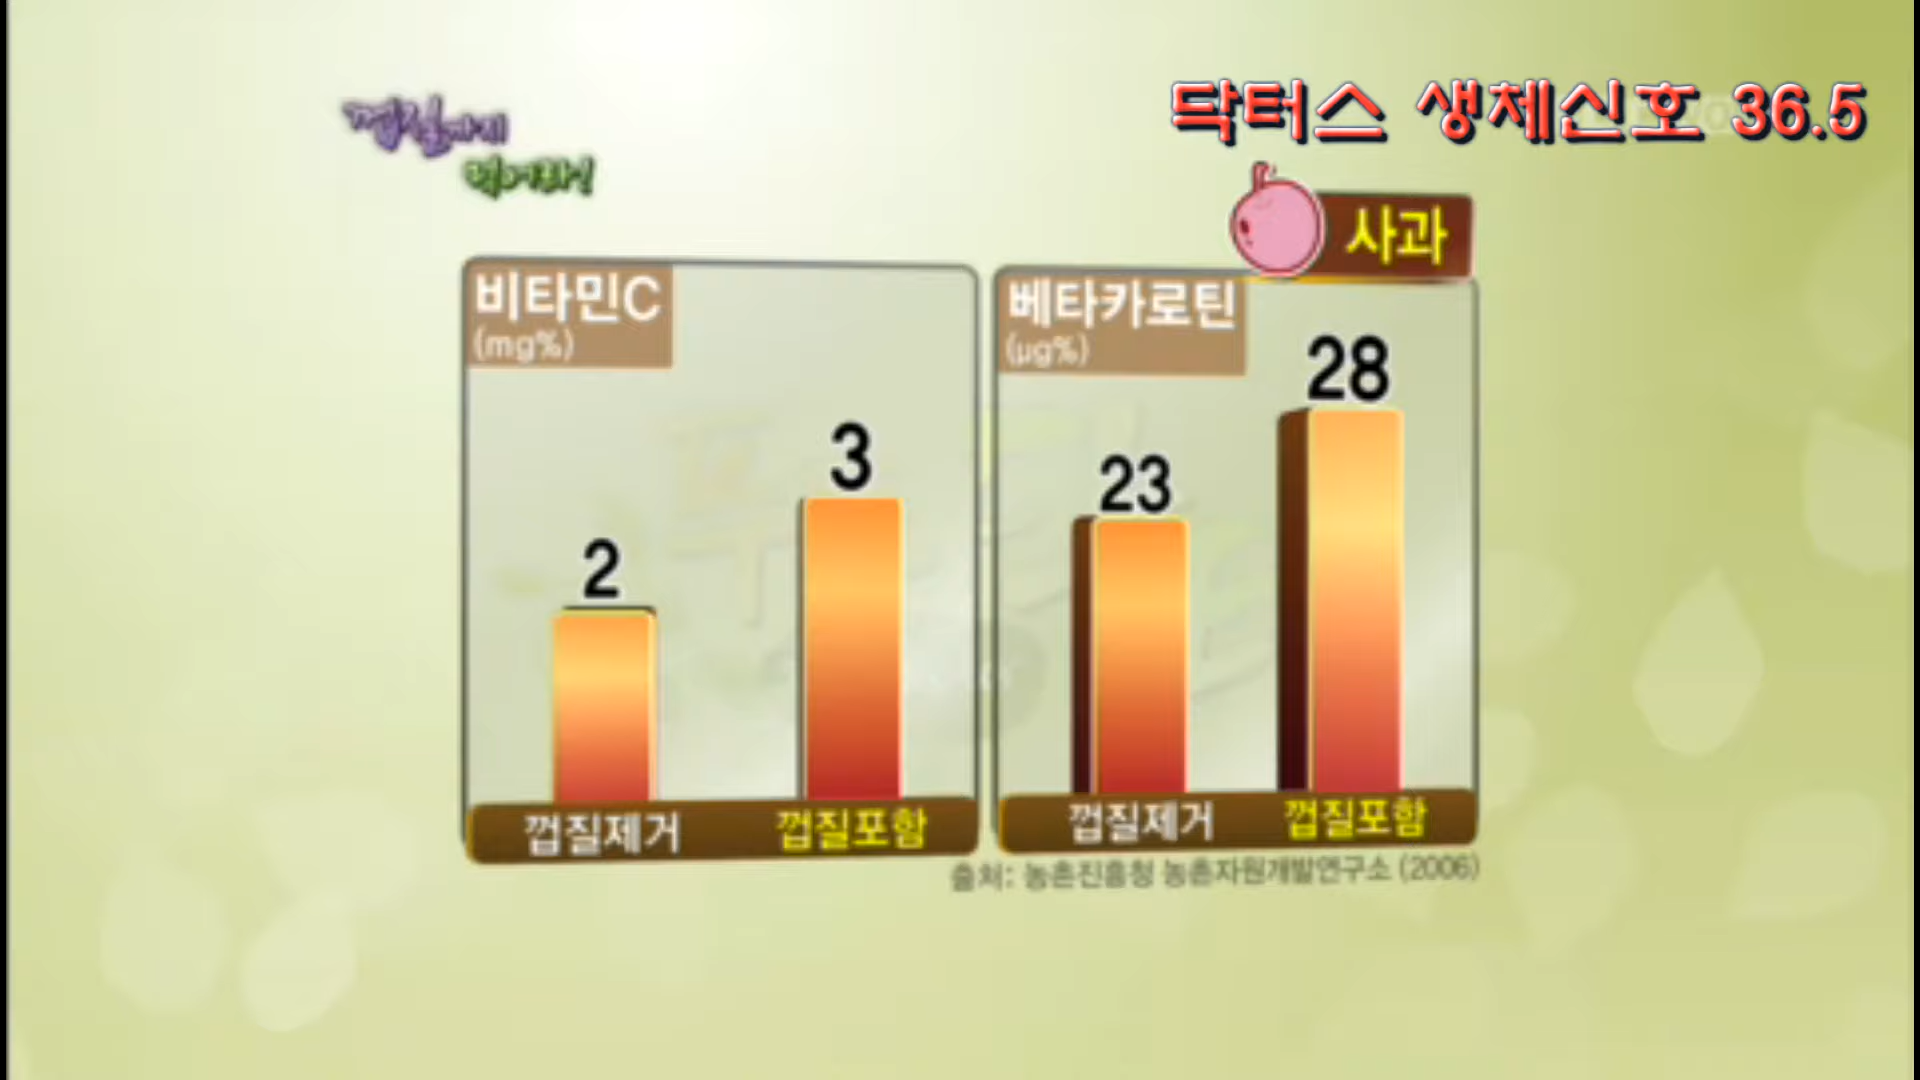 껍질까지
먹어라!
닥터스 생체신호 36.5
사과
비타민C
(mg%)
2
3
껍질제거
껍질포함
베타카로틴
(µg%)
23
28
껍질제거
껍질포함
출처: 농촌진흥청 농촌자원개발연구소 (2006)